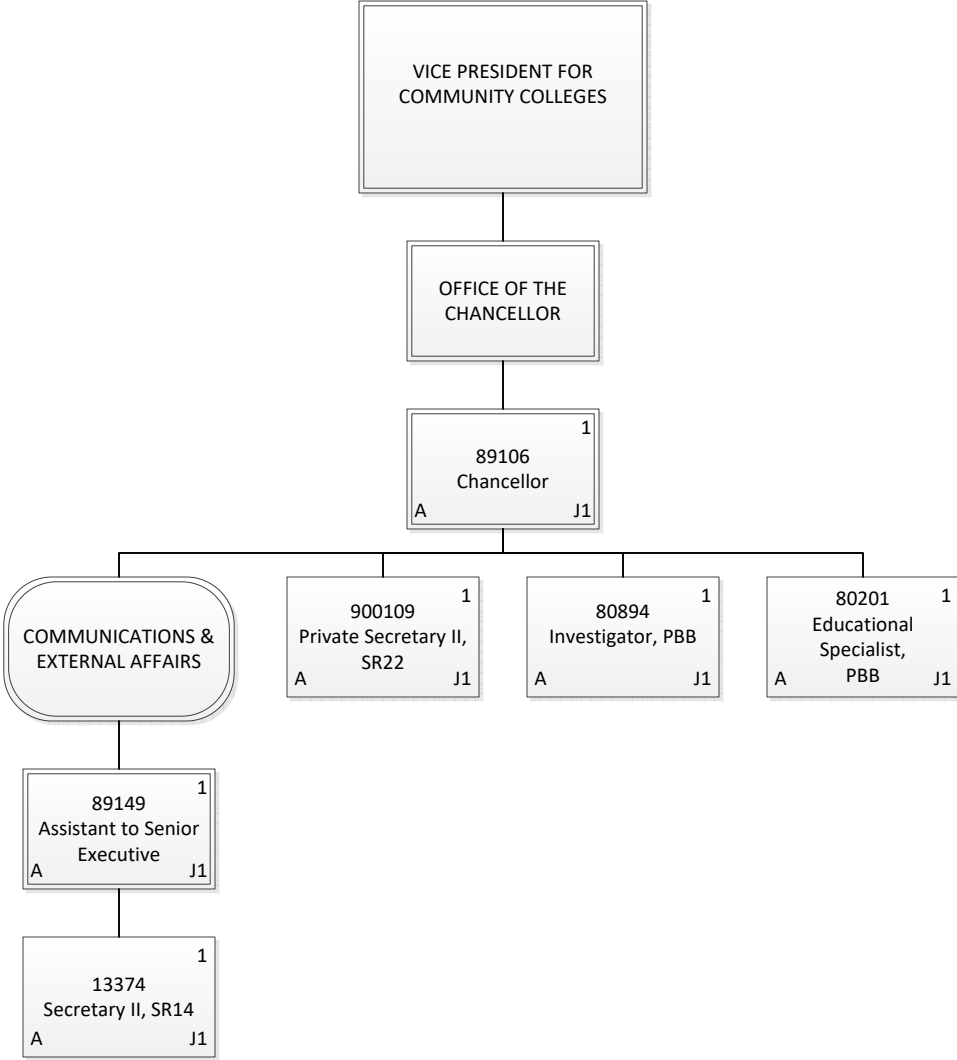 VICE PRESIDENT FOR
COMMUNITY COLLEGES
OFFICE OF THE
CHANCELLOR
1
89106
Chancellor
A J1
COMMUNICATIONS &
EXTERNAL AFFAIRS
900109 1
Private Secretary II,
SR22
A J1
80894 1
Investigator, PBB
A J1
80201 1
Educational
Specialist,
PBB
A J1
1
89149
Assistant to Senior
Executive
A J1
1
13374
Secretary II, SR14
A J1